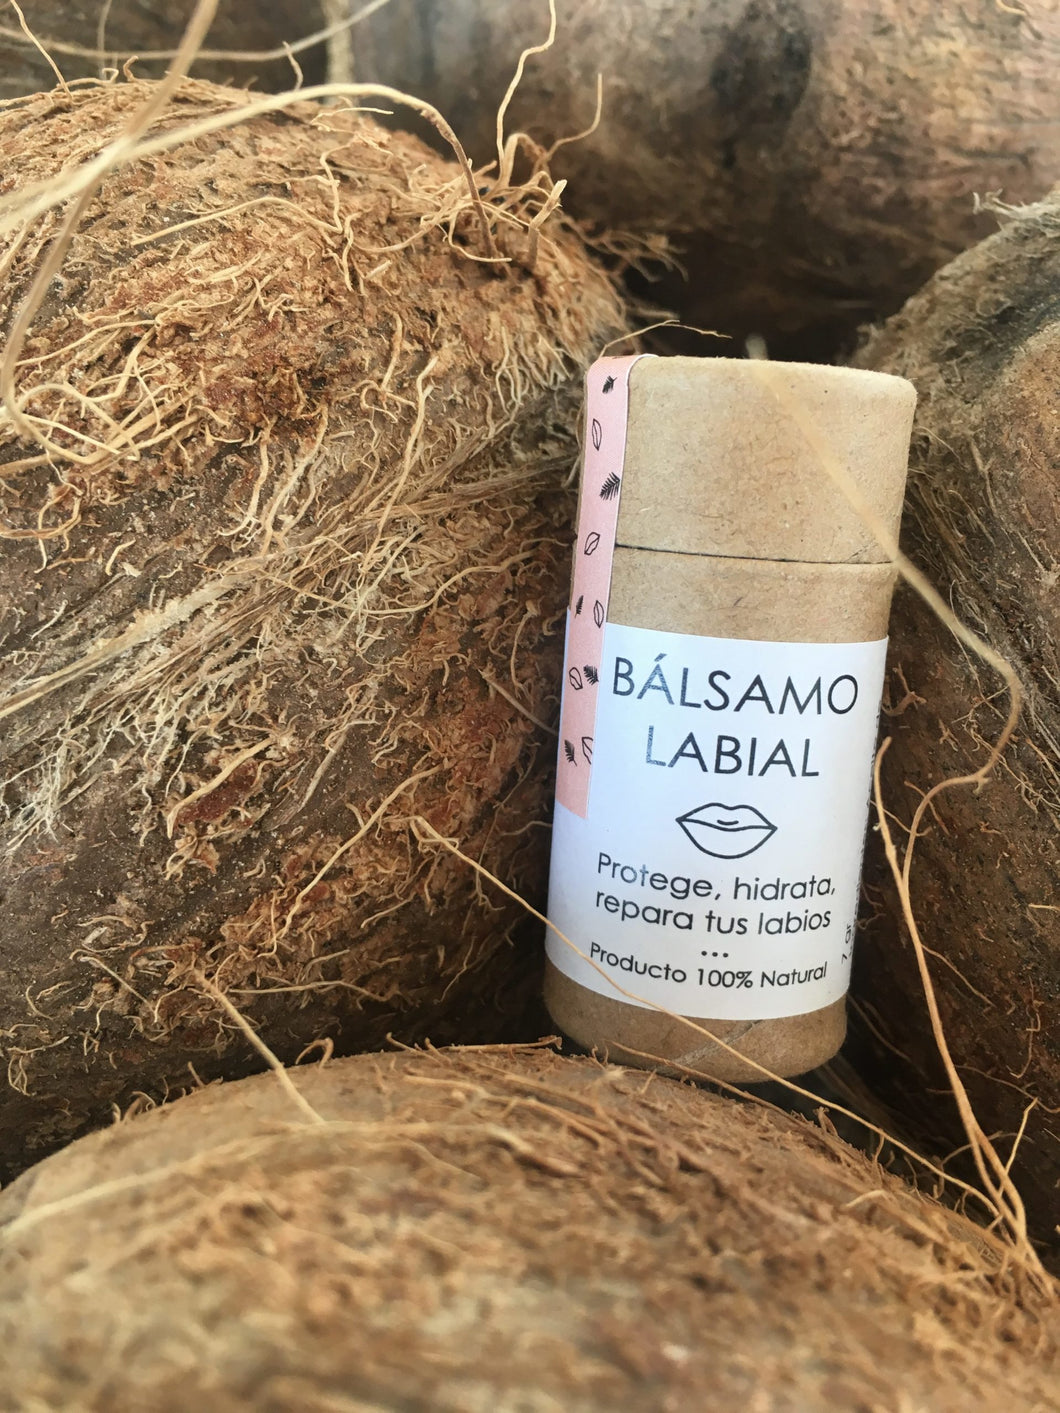 BÁLSAMO
LABIAL
Protege, hidrata,
repara tus labios
...
Producto 100% Natural